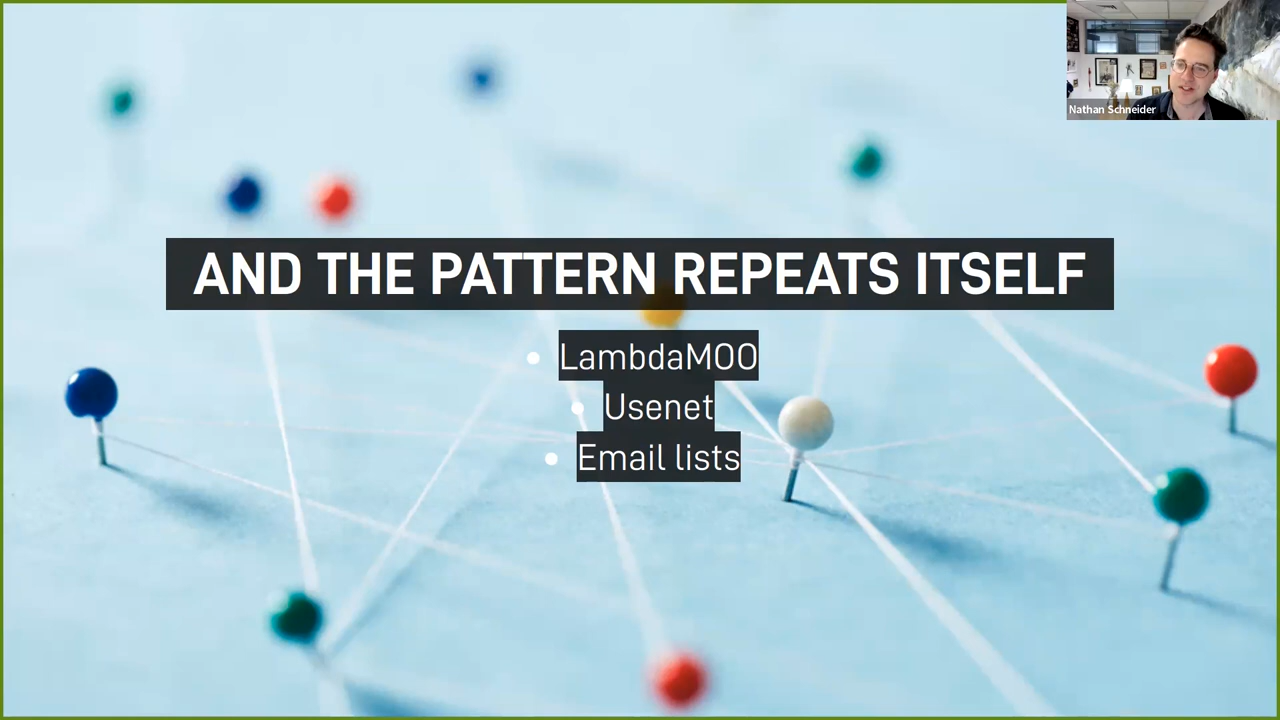 Nathan Schneider
AND THE PATTERN REPEATS ITSELF
LambdaMOO
Usenet
Email lists